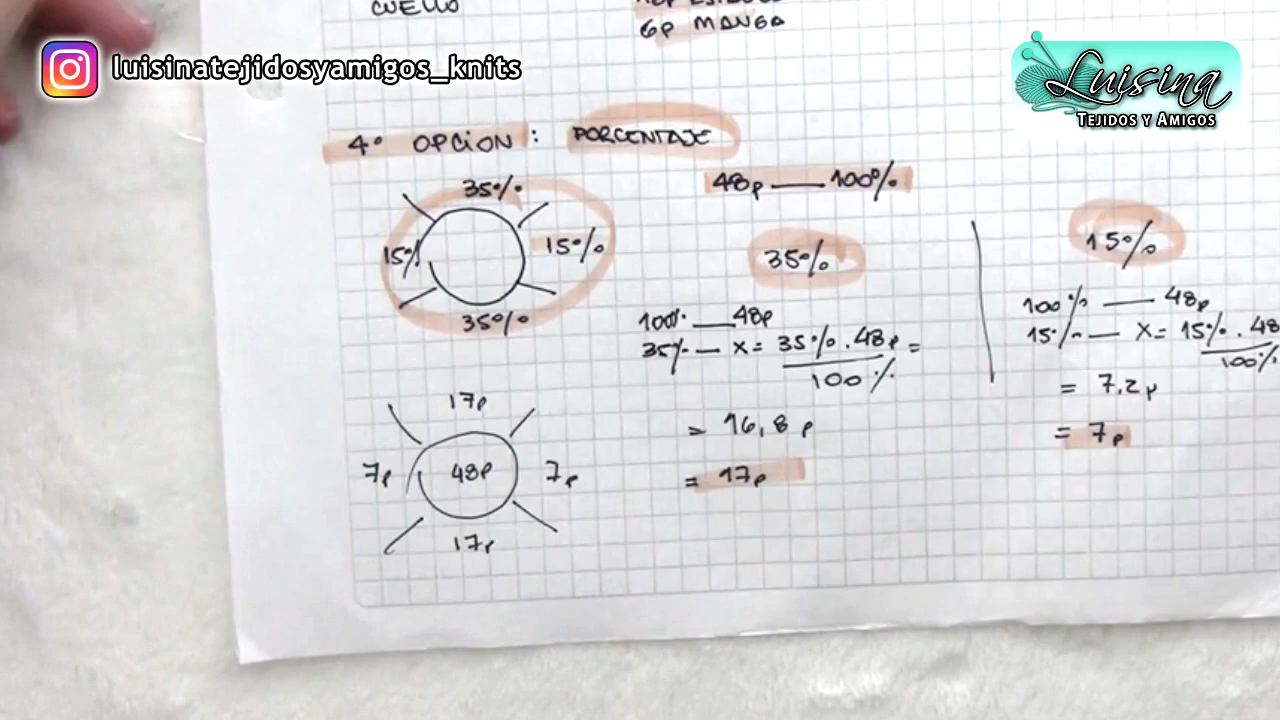 CUELLO
6P MANGA
luisinatejidosyamigos_knits
Luisina
TEJIDOS Y AMIGOS
4° OPCION : PORCENTAJE
35%
15%
15%
35%
48p — 100%
35%
100% — 48p
35% — X = 35% . 48p =
100%
= 16,8 p
= 17p
15%
100% — 48p
15% — X = 15% . 48
100%
= 7.2p
= 7p
17p
7p
48p
7p
17p